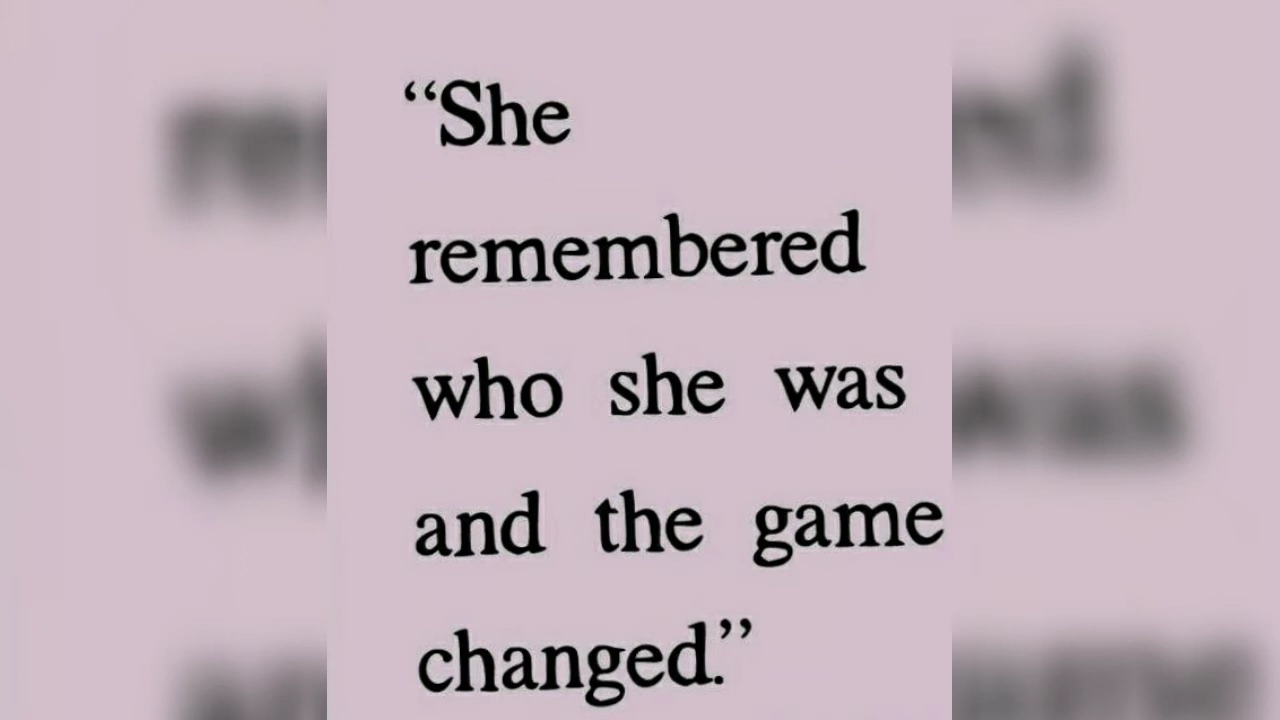 “She
remembered
who she was
and the game
changed.”